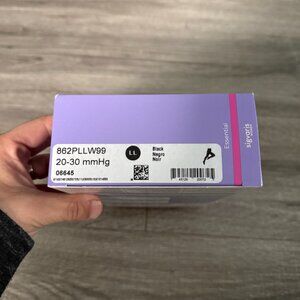 862PLLW99
20-30 mmHg
06645
LL
Black
Negro
Noir
Essential
sigvaris